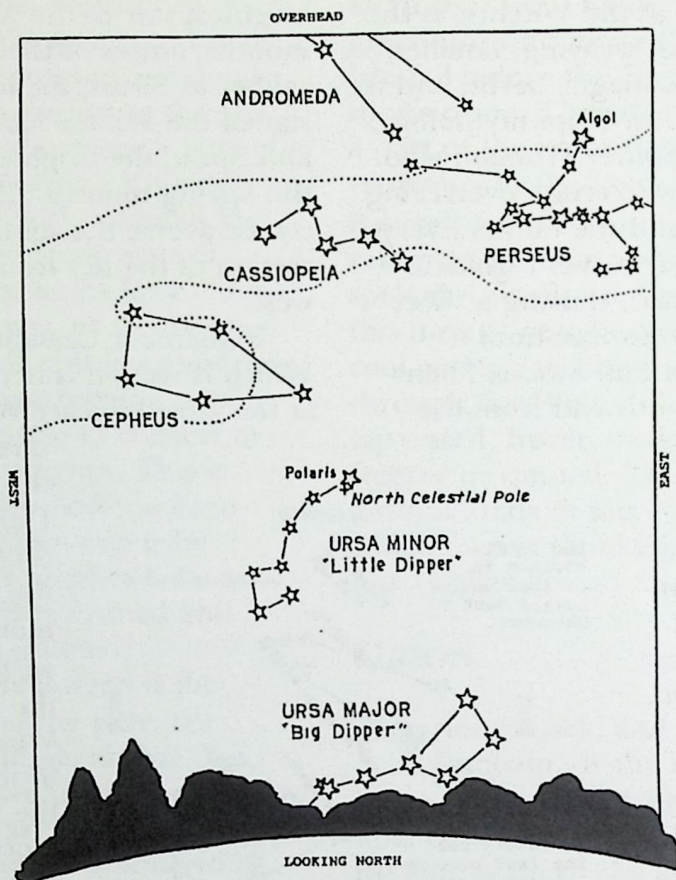 OVERHEAD
ANDROMEDA
Algol
PERSEUS
CASSIOPEIA
CEPHEUS
WEST
EAST
Polaris
North Celestial Pole
URSA MINOR
"Little Dipper"
URSA MAJOR
"Big Dipper"
LOOKING NORTH